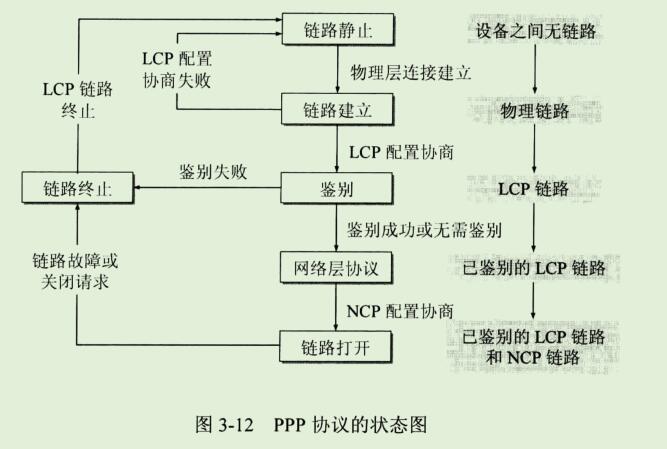 链路静止
设备之间无链路
LCP 配置
协商失败
物理层连接建立
LCP 链路
终止
链路建立
物理链路
LCP 配置协商
鉴别失败
链路终止
鉴别
LCP 链路
鉴别成功或无需鉴别
链路故障或
关闭请求
网络层协议
已鉴别的 LCP 链路
NCP 配置协商
链路打开
已鉴别的 LCP 链路
和 NCP 链路
图 3-12 PPP 协议的状态图